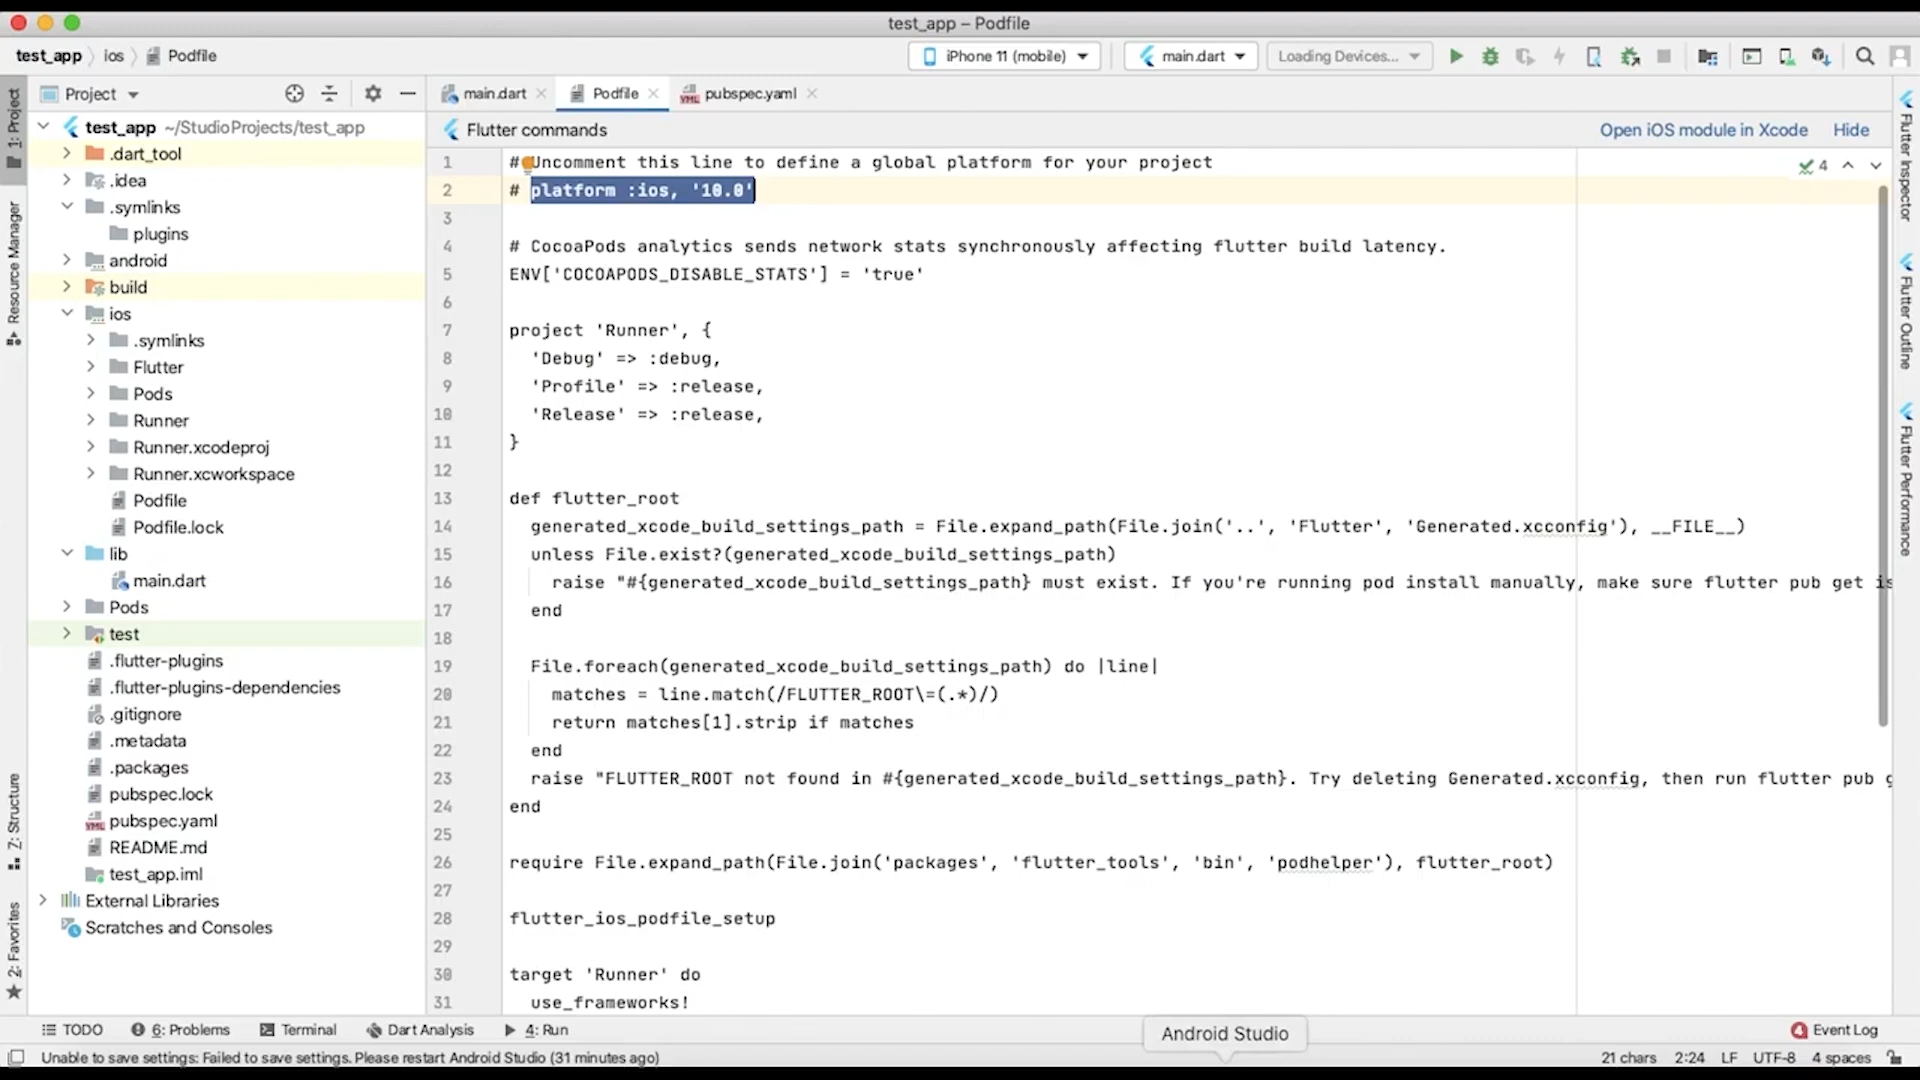 test_app – Podfile
test_app ios Podfile
iPhone 11 (mobile) main.dart Loading Devices...
Project
main.dart Podfile pubspec.yaml
Flutter commands Open iOS module in Xcode Hide
test_app ~/StudioProjects/test_app
.dart_tool
.idea
.symlinks
plugins
android
build
ios
.symlinks
Flutter
Pods
Runner
Runner.xcodeproj
Runner.xcworkspace
Podfile
Podfile.lock
lib
main.dart
Pods
test
.flutter-plugins
.flutter-plugins-dependencies
.gitignore
.metadata
.packages
pubspec.lock
pubspec.yaml
README.md
test_app.iml
External Libraries
Scratches and Consoles
1 # Uncomment this line to define a global platform for your project
2 # platform :ios, '10.0'
3
4 # CocoaPods analytics sends network stats synchronously affecting flutter build latency.
5 ENV['COCOAPODS_DISABLE_STATS'] = 'true'
6
7 project 'Runner', {
8 'Debug' => :debug,
9 'Profile' => :release,
10 'Release' => :release,
11 }
12
13 def flutter_root
14 generated_xcode_build_settings_path = File.expand_path(File.join('..', 'Flutter', 'Generated.xcconfig'), __FILE__)
15 unless File.exist?(generated_xcode_build_settings_path)
16 raise "#{generated_xcode_build_settings_path} must exist. If you're running pod install manually, make sure flutter pub get is
17 end
18
19 File.foreach(generated_xcode_build_settings_path) do |line|
20 matches = line.match(/FLUTTER_ROOT\=(.*)/)
21 return matches[1].strip if matches
22 end
23 raise "FLUTTER_ROOT not found in #{generated_xcode_build_settings_path}. Try deleting Generated.xcconfig, then run flutter pub g
24 end
25
26 require File.expand_path(File.join('packages', 'flutter_tools', 'bin', 'podhelper'), flutter_root)
27
28 flutter_ios_podfile_setup
29
30 target 'Runner' do
31 use_frameworks!
4
1: Project
Resource Manager
Z: Structure
2: Favorites
Flutter Inspector
Flutter Outline
Flutter Performance
TODO 6: Problems Terminal Dart Analysis 4: Run
Android Studio
4 Event Log
Unable to save settings: Failed to save settings. Please restart Android Studio (31 minutes ago)
21 chars 2:24 LF UTF-8 4 spaces